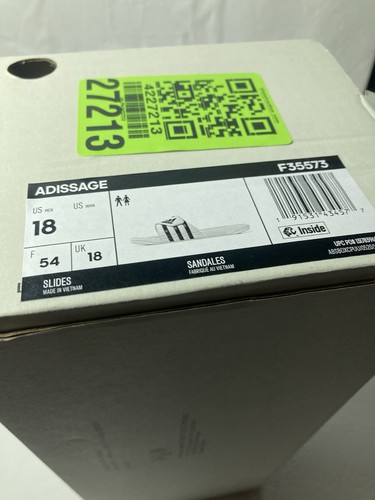 27213
4227213
ADISSAGE
F35573
US MEN
US
18
F
54
UK
18
Inside
SLIDES
MADE IN VIETNAM
SANDALES
FABRIQUÉ AU VIETNAM